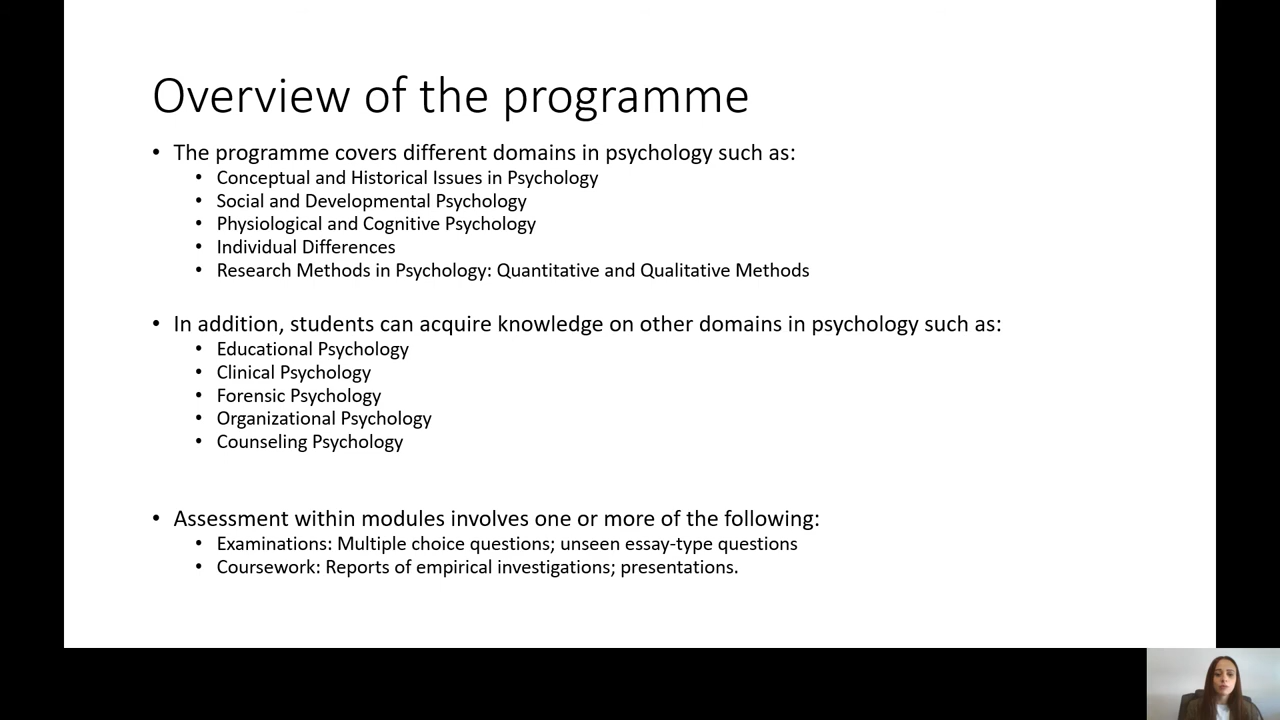 Overview of the programme
• The programme covers different domains in psychology such as:
• Conceptual and Historical Issues in Psychology
• Social and Developmental Psychology
• Physiological and Cognitive Psychology
• Individual Differences
• Research Methods in Psychology: Quantitative and Qualitative Methods
• In addition, students can acquire knowledge on other domains in psychology such as:
• Educational Psychology
• Clinical Psychology
• Forensic Psychology
• Organizational Psychology
• Counseling Psychology
• Assessment within modules involves one or more of the following:
• Examinations: Multiple choice questions; unseen essay-type questions
• Coursework: Reports of empirical investigations; presentations.